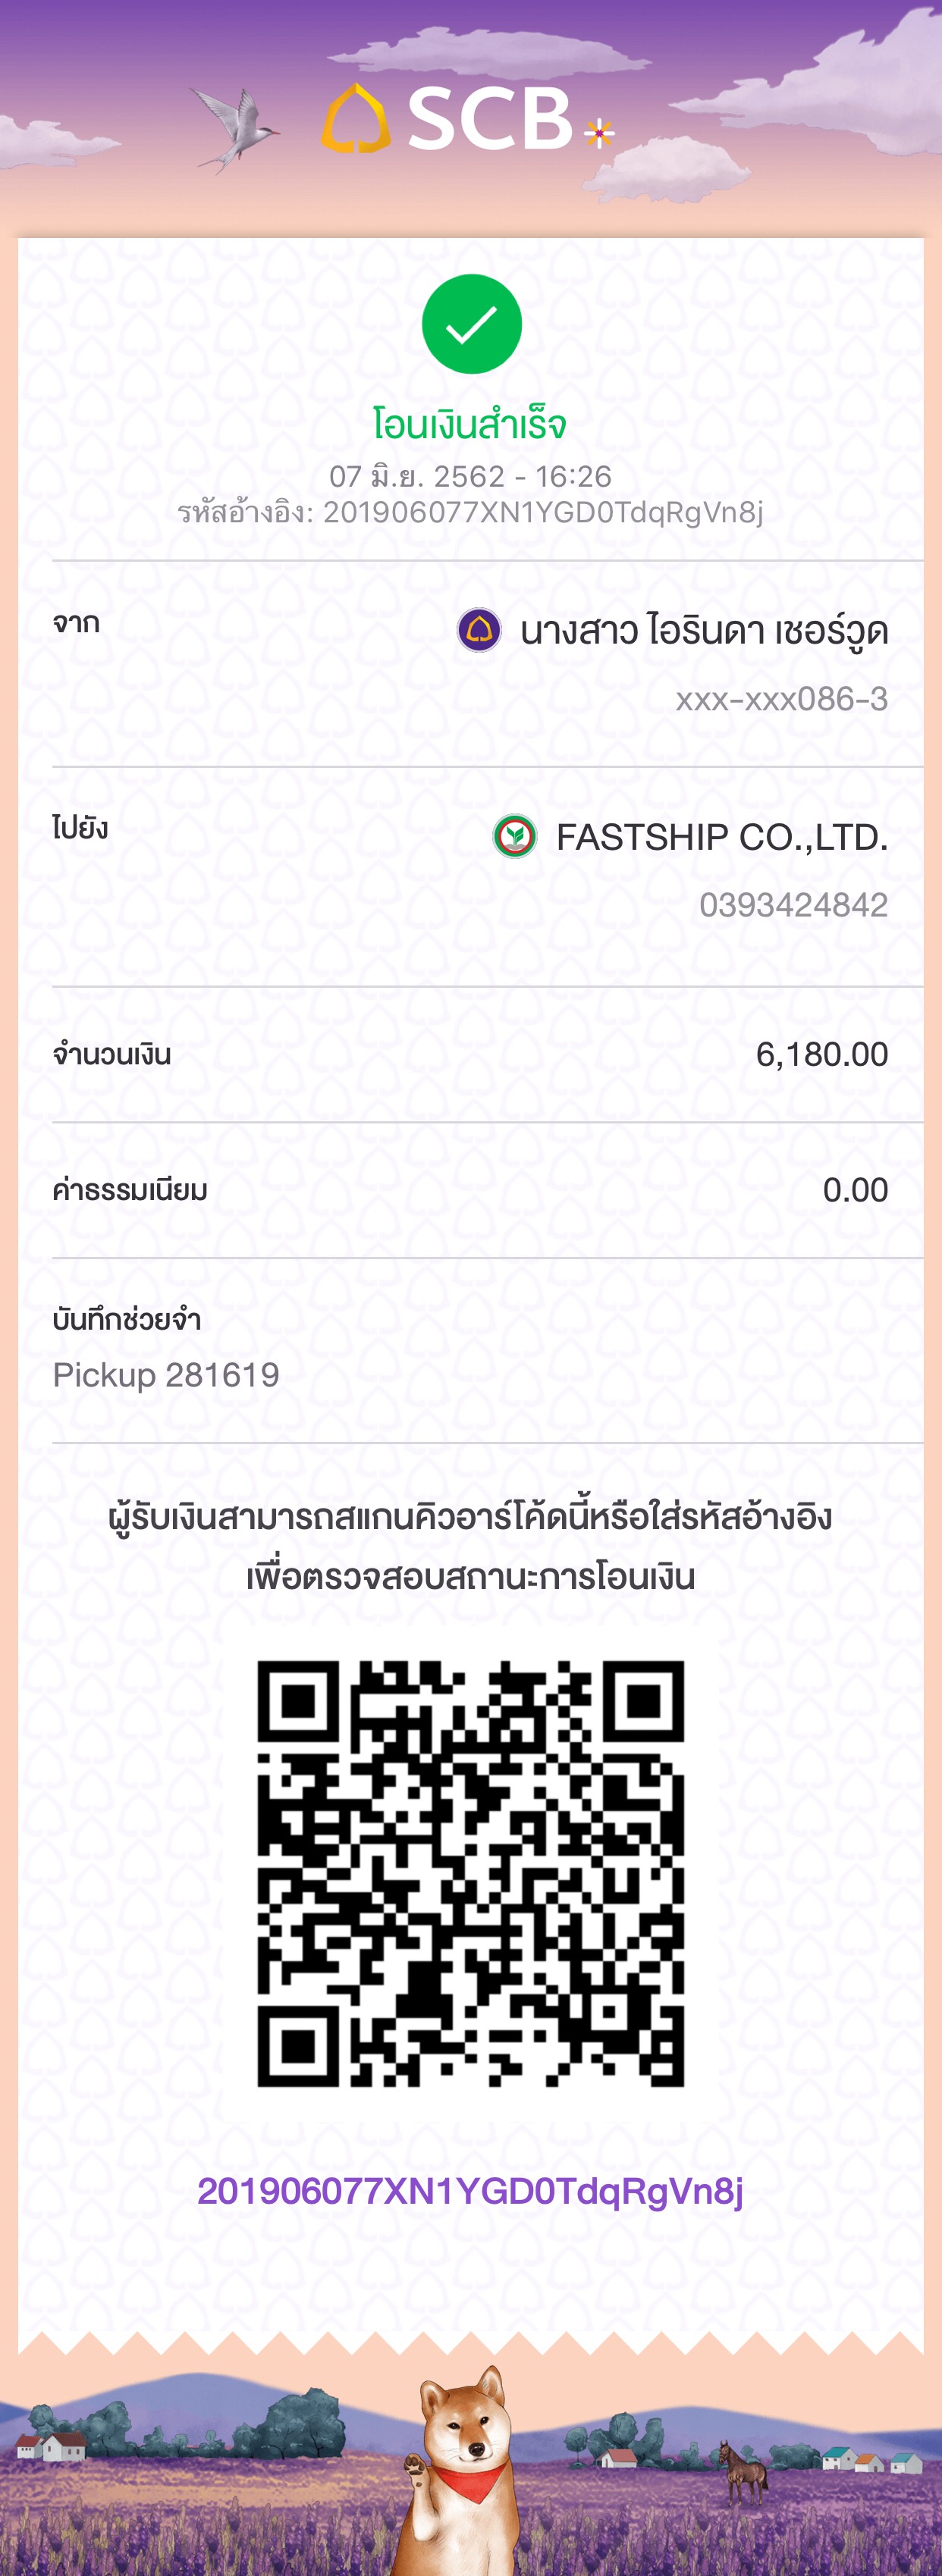 SCB
โอนเงินสำเร็จ
07 มิ.ย. 2562 - 16:26
รหัสอ้างอิง: 201906077XN1YGD0TdqRgVn8j
จาก
นางสาว ไอรินดา เชอร์วูด
xxx-xxx086-3
ไปยัง
FASTSHIP CO.,LTD.
0393424842
จำนวนเงิน 6,180.00
ค่าธรรมเนียม 0.00
บันทึกช่วยจำ
Pickup 281619
ผู้รับเงินสามารถสแกนคิวอาร์โค้ดนี้หรือใส่รหัสอ้างอิง
เพื่อตรวจสอบสถานะการโอนเงิน
201906077XN1YGD0TdqRgVn8j